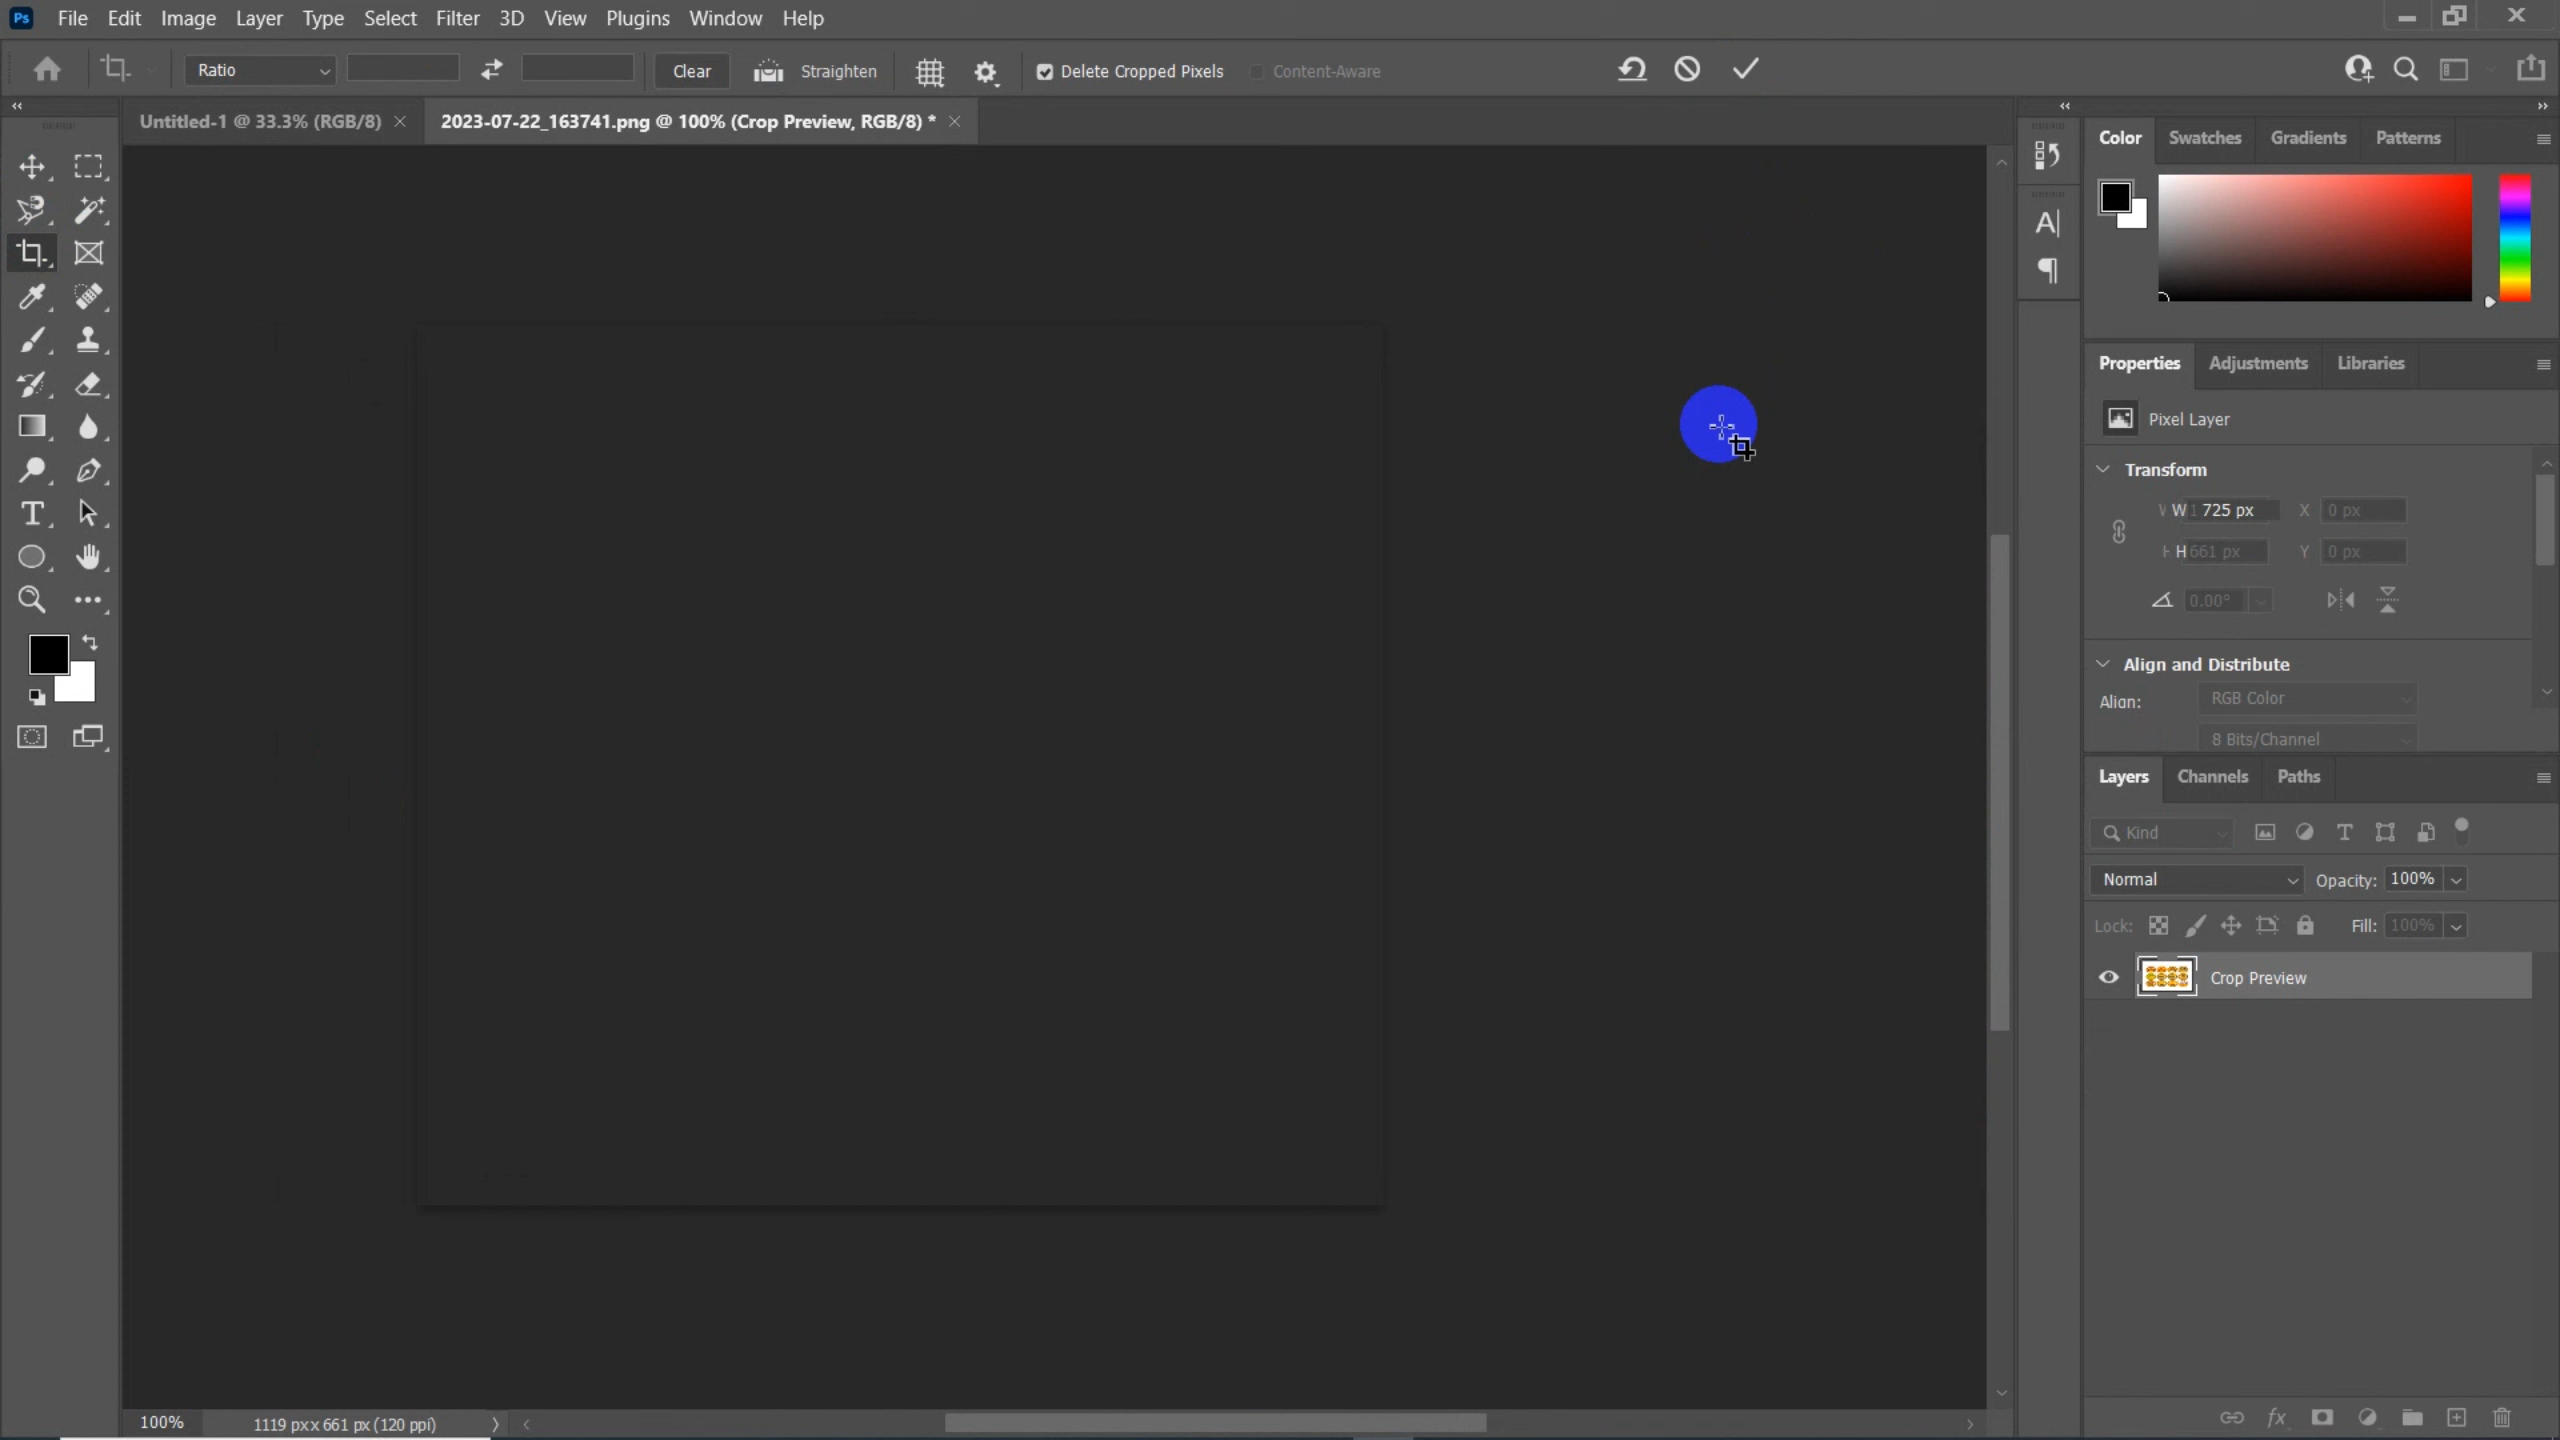 Ps File Edit Image Layer Type Select Filter 3D View Plugins Window Help
Ratio Clear Straighten Delete Cropped Pixels Content-Aware
Untitled-1 @ 33.3% (RGB/8) 2023-07-22_163741.png @ 100% (Crop Preview, RGB/8) *
Color Swatches Gradients Patterns
Properties Adjustments Libraries
Pixel Layer
Transform
W 725 px X 0 px
H 661 px Y 0 px
0.00°
Align and Distribute
Align: RGB Color
8 Bits/Channel
Layers Channels Paths
Kind
Normal Opacity: 100%
Lock: Fill: 100%
Crop Preview
fx
100% 1119 px x 661 px (120 ppi)